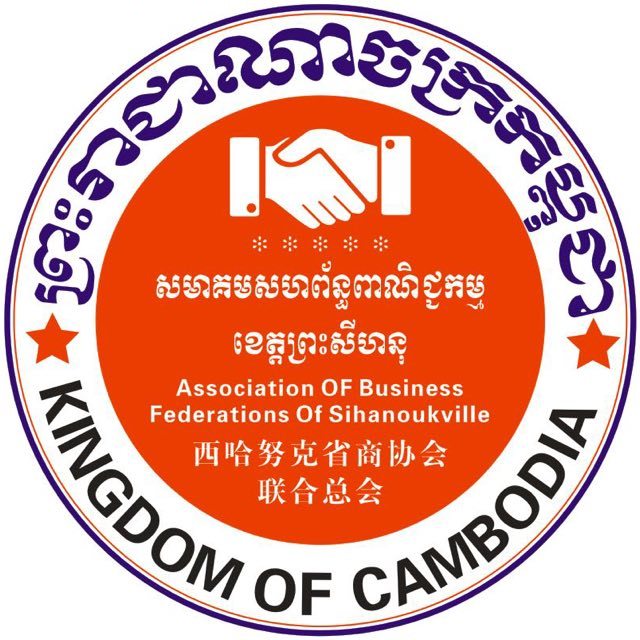 ព្រះរាជាណាចក្រកម្ពុជា
សមាគមសហព័ន្ធពាណិជ្ជកម្ម
ខេត្តព្រះសីហនុ
Association OF Business
Federations Of Sihanoukville
西哈努克省商协会
联合总会
KINGDOM OF CAMBODIA